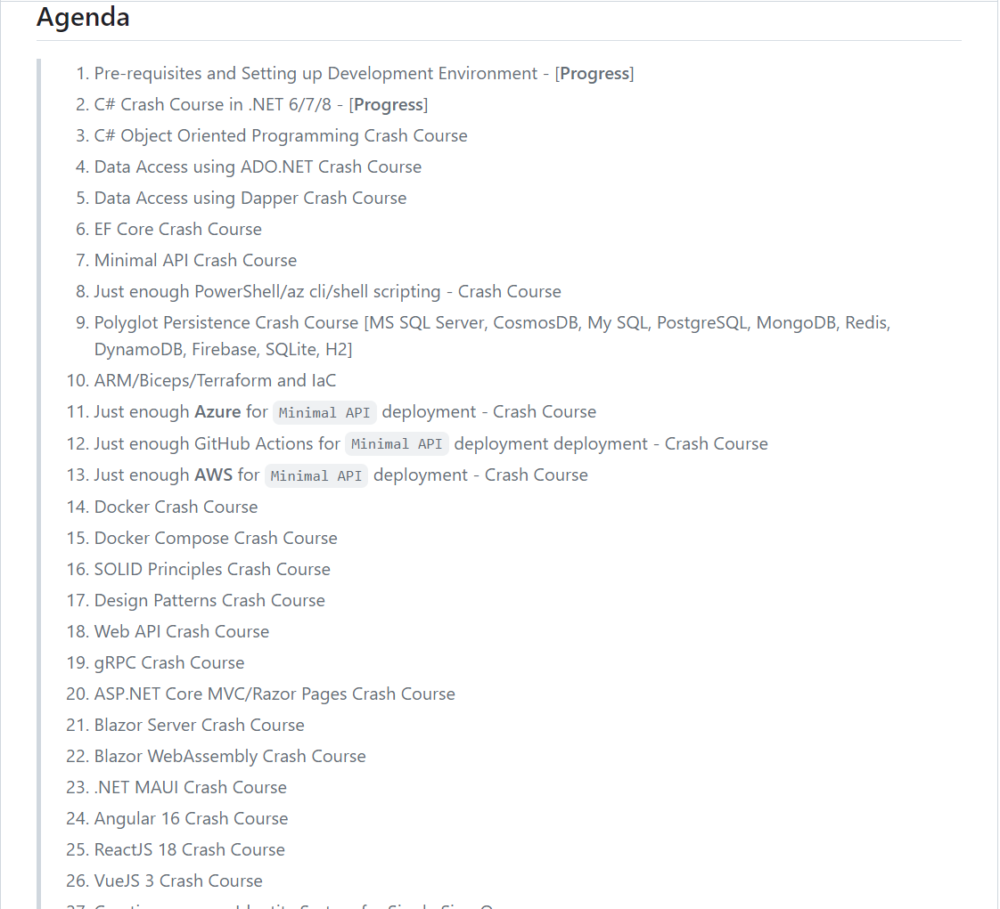 Agenda
1. Pre-requisites and Setting up Development Environment - [Progress]
2. C# Crash Course in .NET 6/7/8 - [Progress]
3. C# Object Oriented Programming Crash Course
4. Data Access using ADO.NET Crash Course
5. Data Access using Dapper Crash Course
6. EF Core Crash Course
7. Minimal API Crash Course
8. Just enough PowerShell/az cli/shell scripting - Crash Course
9. Polyglot Persistence Crash Course [MS SQL Server, CosmosDB, My SQL, PostgreSQL, MongoDB, Redis,
DynamoDB, Firebase, SQLite, H2]
10. ARM/Biceps/Terraform and IaC
11. Just enough Azure for Minimal API deployment - Crash Course
12. Just enough GitHub Actions for Minimal API deployment deployment - Crash Course
13. Just enough AWS for Minimal API deployment - Crash Course
14. Docker Crash Course
15. Docker Compose Crash Course
16. SOLID Principles Crash Course
17. Design Patterns Crash Course
18. Web API Crash Course
19. gRPC Crash Course
20. ASP.NET Core MVC/Razor Pages Crash Course
21. Blazor Server Crash Course
22. Blazor WebAssembly Crash Course
23. .NET MAUI Crash Course
24. Angular 16 Crash Course
25. ReactJS 18 Crash Course
26. VueJS 3 Crash Course